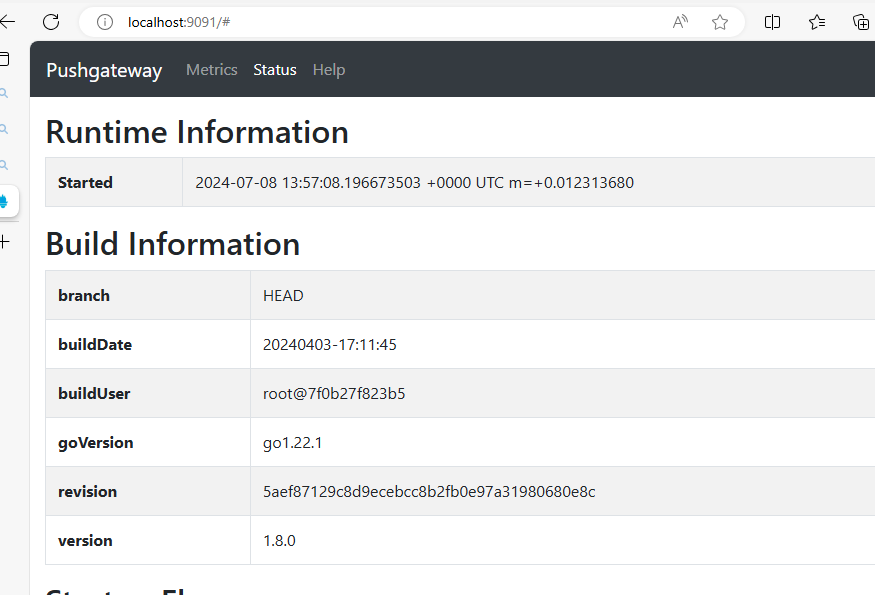 localhost:9091/#
Pushgateway Metrics Status Help
Runtime Information
Started 2024-07-08 13:57:08.196673503 +0000 UTC m=+0.012313680
Build Information
branch HEAD
buildDate 20240403-17:11:45
buildUser root@7f0b27f823b5
goVersion go1.22.1
revision 5aef87129c8d9ecebcc8b2fb0e97a31980680e8c
version 1.8.0